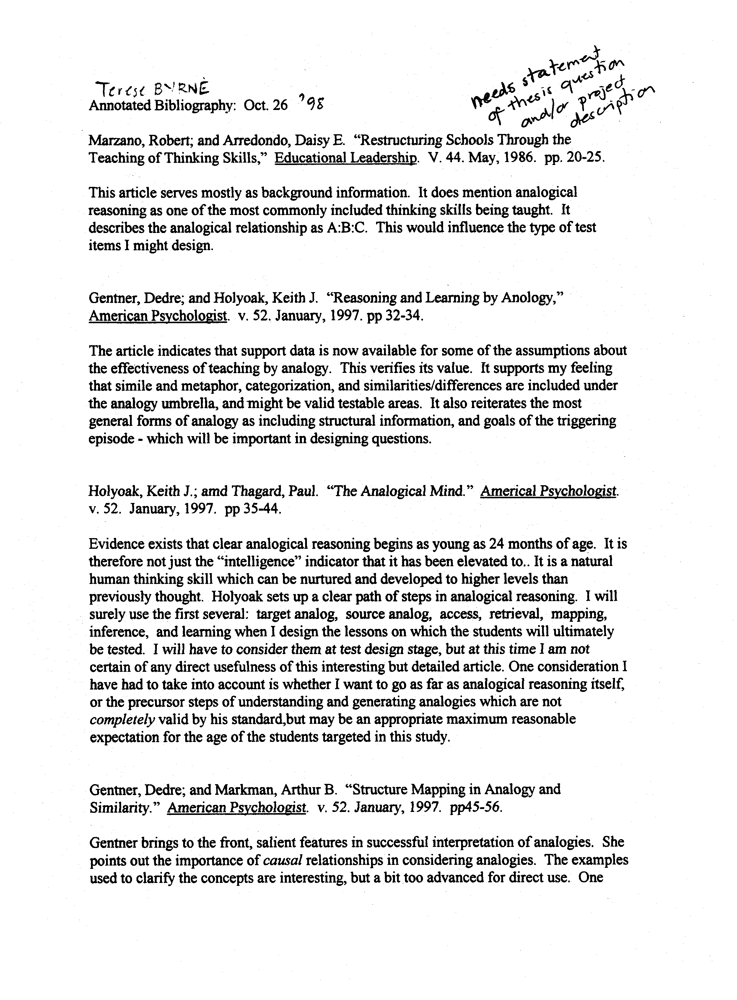 needs statement
of thesis question
and/or project
description
Terese BYRNE
Annotated Bibliography: Oct. 26 '98
Marzano, Robert; and Arredondo, Daisy E. “Restructuring Schools Through the
Teaching of Thinking Skills,” Educational Leadership. V. 44. May, 1986. pp. 20-25.
This article serves mostly as background information. It does mention analogical
reasoning as one of the most commonly included thinking skills being taught. It
describes the analogical relationship as A:B:C. This would influence the type of test
items I might design.
Gentner, Dedre; and Holyoak, Keith J. “Reasoning and Learning by Anology,”
American Psychologist. v. 52. January, 1997. pp 32-34.
The article indicates that support data is now available for some of the assumptions about
the effectiveness of teaching by analogy. This verifies its value. It supports my feeling
that simile and metaphor, categorization, and similarities/differences are included under
the analogy umbrella, and might be valid testable areas. It also reiterates the most
general forms of analogy as including structural information, and goals of the triggering
episode - which will be important in designing questions.
Holyoak, Keith J.; amd Thagard, Paul. “The Analogical Mind.” Americal Psychologist.
v. 52. January, 1997. pp 35-44.
Evidence exists that clear analogical reasoning begins as young as 24 months of age. It is
therefore not just the “intelligence” indicator that it has been elevated to.. It is a natural
human thinking skill which can be nurtured and developed to higher levels than
previously thought. Holyoak sets up a clear path of steps in analogical reasoning. I will
surely use the first several: target analog, source analog, access, retrieval, mapping,
inference, and learning when I design the lessons on which the students will ultimately
be tested. I will have to consider them at test design stage, but at this time I am not
certain of any direct usefulness of this interesting but detailed article. One consideration I
have had to take into account is whether I want to go as far as analogical reasoning itself,
or the precursor steps of understanding and generating analogies which are not
completely valid by his standard,but may be an appropriate maximum reasonable
expectation for the age of the students targeted in this study.
Gentner, Dedre; and Markman, Arthur B. “Structure Mapping in Analogy and
Similarity.” American Psychologist. v. 52. January, 1997. pp45-56.
Gentner brings to the front, salient features in successful interpretation of analogies. She
points out the importance of causal relationships in considering analogies. The examples
used to clarify the concepts are interesting, but a bit too advanced for direct use. One